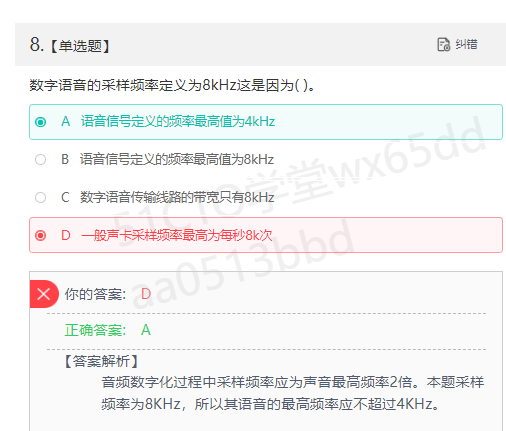 8.【单选题】
纠错
数字语音的采样频率定义为8kHz这是因为( )。
A 语音信号定义的频率最高值为4kHz
B 语音信号定义的频率最高值为8kHz
C 数字语音传输线路的带宽只有8kHz
D 一般声卡采样频率最高为每秒8k次
51CTO学堂wx65dd
aa0513bbd
你的答案: D
正确答案: A
【答案解析】
音频数字化过程中采样频率应为声音最高频率2倍。本题采样
频率为8KHz，所以其语音的最高频率应不超过4KHz。